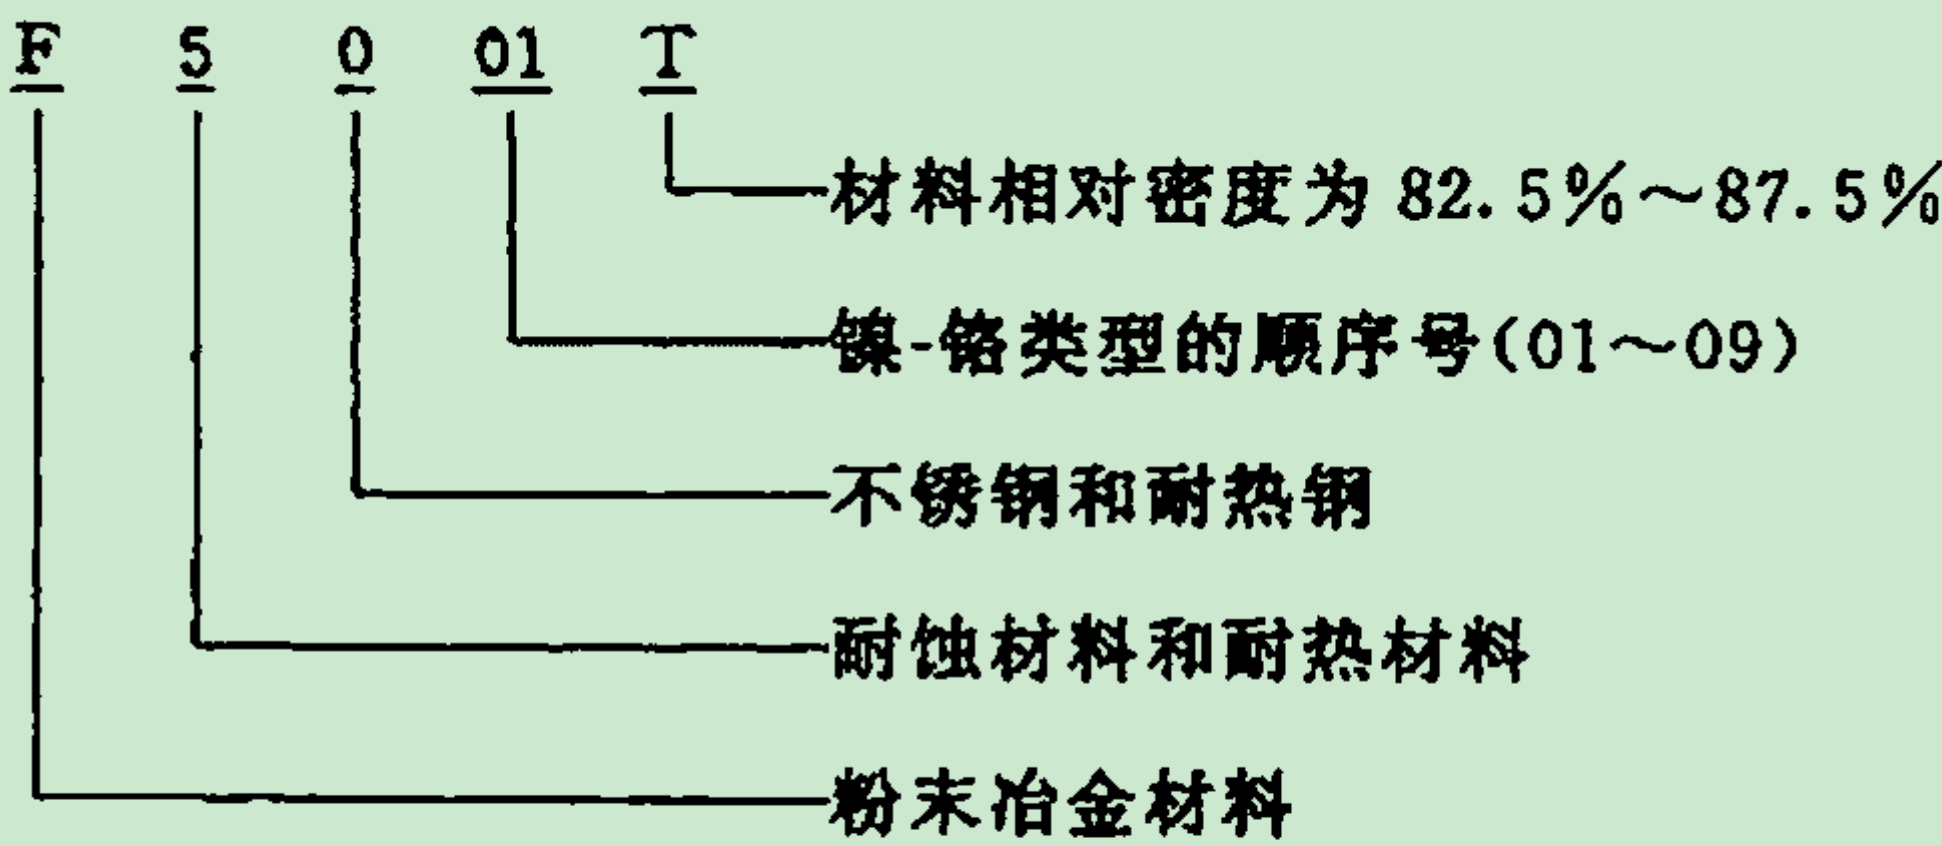 F 5 0 01 T
材料相对密度为 82.5%～87.5%
镍-铬类型的顺序号(01～09)
不锈钢和耐热钢
耐蚀材料和耐热材料
粉末冶金材料